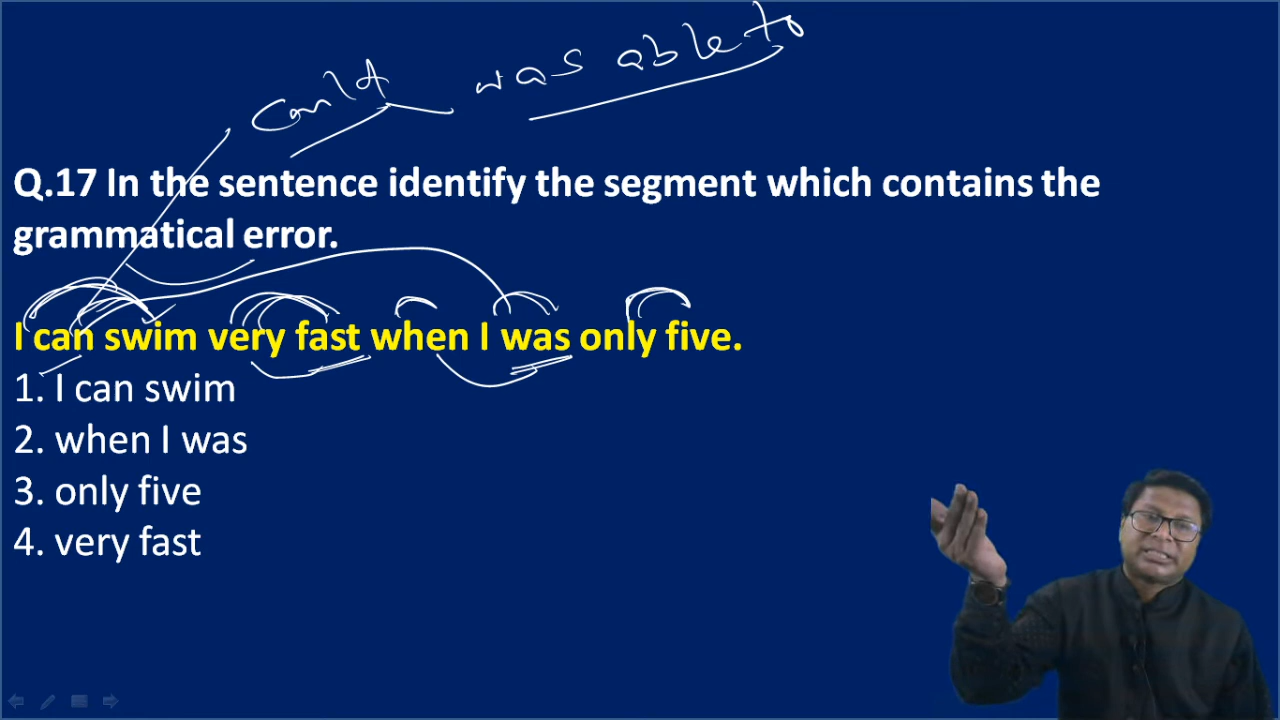 could was able to
Q.17 In the sentence identify the segment which contains the
grammatical error.
I can swim very fast when I was only five.
1. I can swim
2. when I was
3. only five
4. very fast